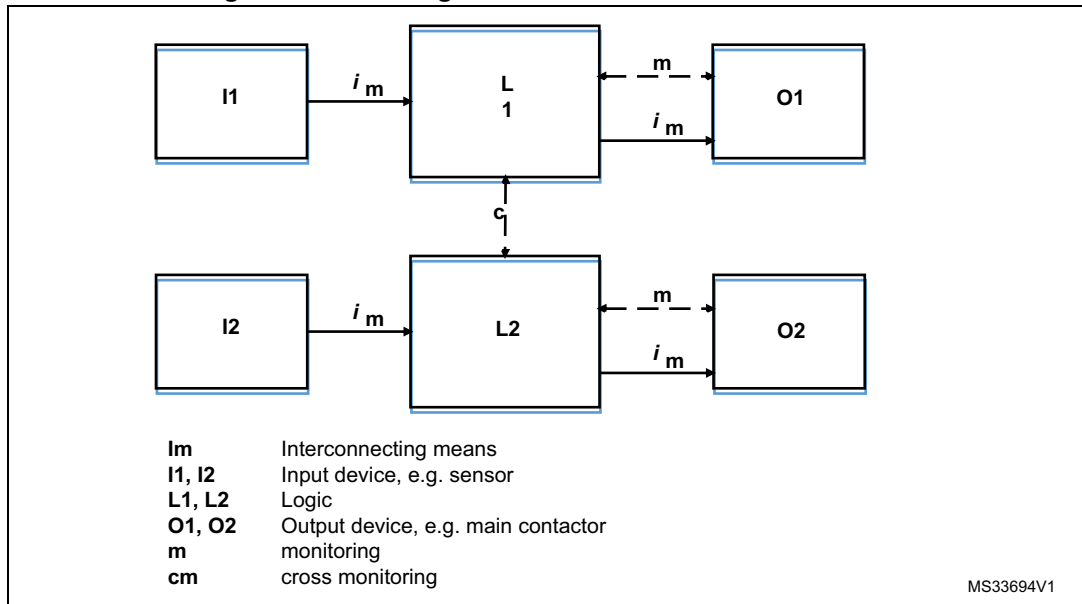 m
I1
i m
L
1
O1
i m
c
m
I2
i m
L2
O2
i m
Im Interconnecting means
I1, I2 Input device, e.g. sensor
L1, L2 Logic
O1, O2 Output device, e.g. main contactor
m monitoring
cm cross monitoring
MS33694V1